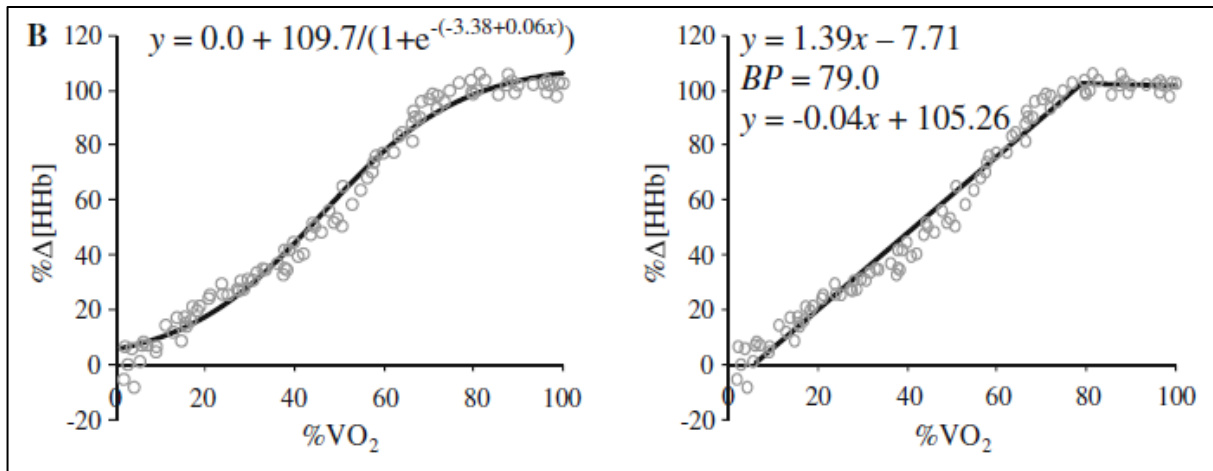 B
y = 0.0 + 109.7/(1+e^-(-3.38+0.06x))
120
100
80
60
40
20
0
-20
%Δ[HHb]
0 20 40 60 80 100
%VO₂
y = 1.39x – 7.71
BP = 79.0
y = -0.04x + 105.26
120
100
80
60
40
20
0
-20
%Δ[HHb]
0 20 40 60 80 100
%VO₂